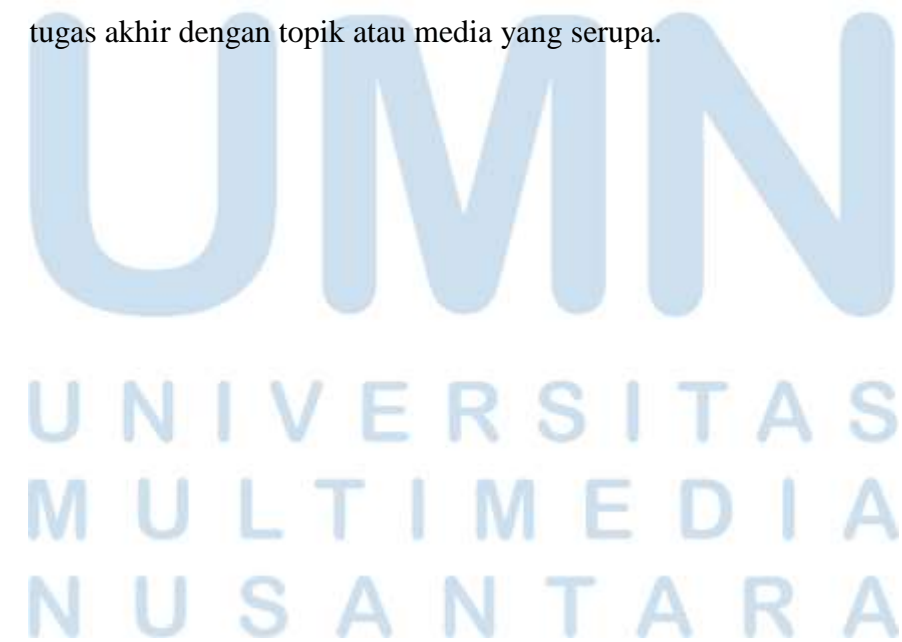 tugas akhir dengan topik atau media yang serupa.
UMN
UNIVERSITAS
MULTIMEDIA
NUSANTARA